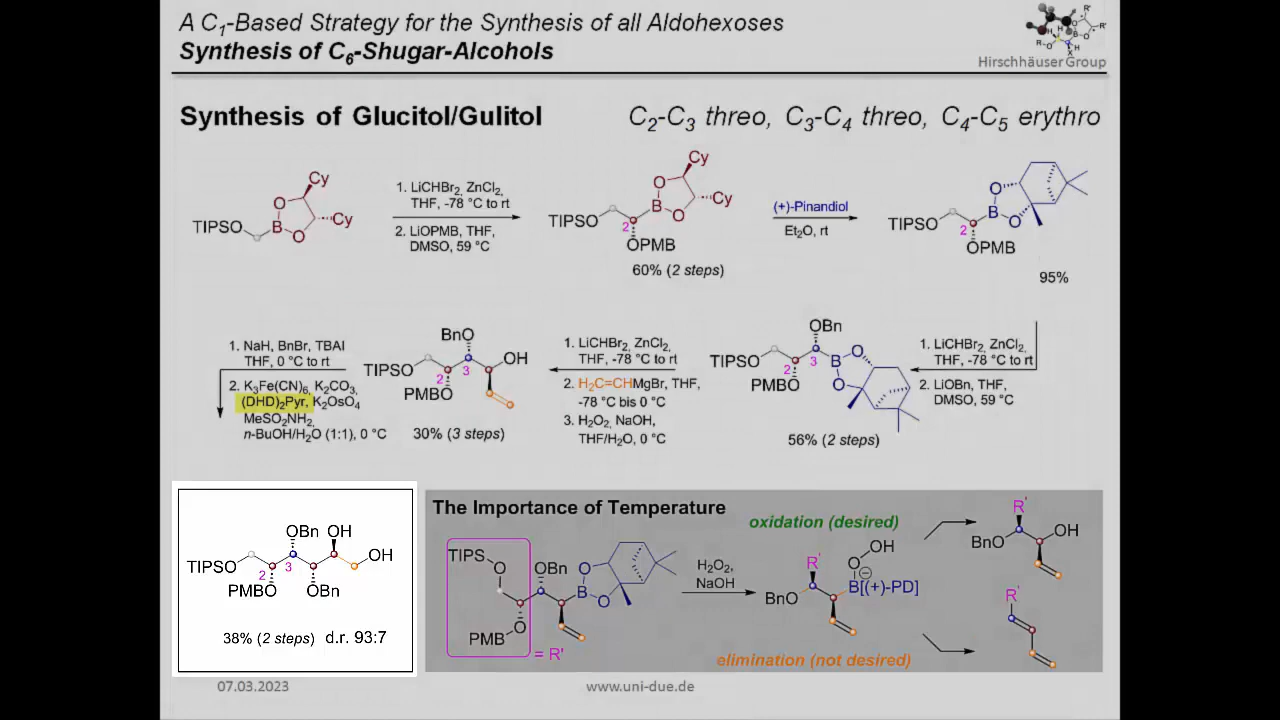 A C1-Based Strategy for the Synthesis of all Aldohexoses
Synthesis of C6-Shugar-Alcohols
R'
R'
B
O
O
H
H
R-O
H
X
Hirschhäuser Group
Synthesis of Glucitol/Gulitol
C2-C3 threo, C3-C4 threo, C4-C5 erythro
Cy
O
Cy
TIPSO
B
O
1. LiCHBr2, ZnCl2,
THF, -78 °C to rt
2. LiOPMB, THF,
DMSO, 59 °C
Cy
O
Cy
TIPSO
B
O
2
OPMB
60% (2 steps)
(+)-Pinandiol
Et2O, rt
O
TIPSO
B
O
2
OPMB
95%
1. NaH, BnBr, TBAI
THF, 0 °C to rt
2. K3Fe(CN)6, K2CO3,
(DHD)2Pyr, K2OsO4
MeSO2NH2,
n-BuOH/H2O (1:1), 0 °C
BnO
OH
TIPSO
2
3
PMBO
30% (3 steps)
1. LiCHBr2, ZnCl2,
THF, -78 °C to rt
2. H2C=CHMgBr, THF,
-78 °C bis 0 °C
3. H2O2, NaOH,
THF/H2O, 0 °C
OBn
TIPSO
3
B
O
2
PMBO
O
56% (2 steps)
1. LiCHBr2, ZnCl2,
THF, -78 °C to rt
2. LiOBn, THF,
DMSO, 59 °C
OBn OH
TIPSO
2
3
OH
PMBO
OBn
38% (2 steps) d.r. 93:7
The Importance of Temperature
TIPS
O
OBn
O
B
O
O
PMB
= R'
H2O2,
NaOH
oxidation (desired)
OH
O
R'
BnO
B[(+)-PD]
elimination (not desired)
R'
OH
BnO
R'
07.03.2023
www.uni-due.de